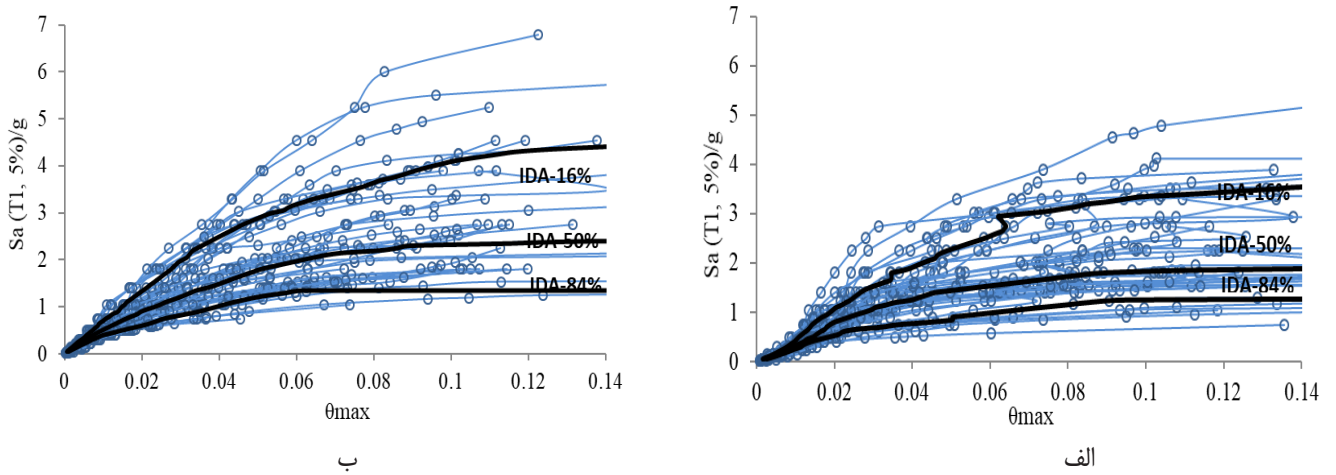 Sa (T1, 5%)/g
7
6
5
4
3
2
1
0
IDA-16%
IDA-50%
IDA-84%
0 0.02 0.04 0.06 0.08 0.1 0.12 0.14
θmax
ب
Sa (T1, 5%)/g
7
6
5
4
3
2
1
0
IDA-16%
IDA-50%
IDA-84%
0 0.02 0.04 0.06 0.08 0.1 0.12 0.14
θmax
الف